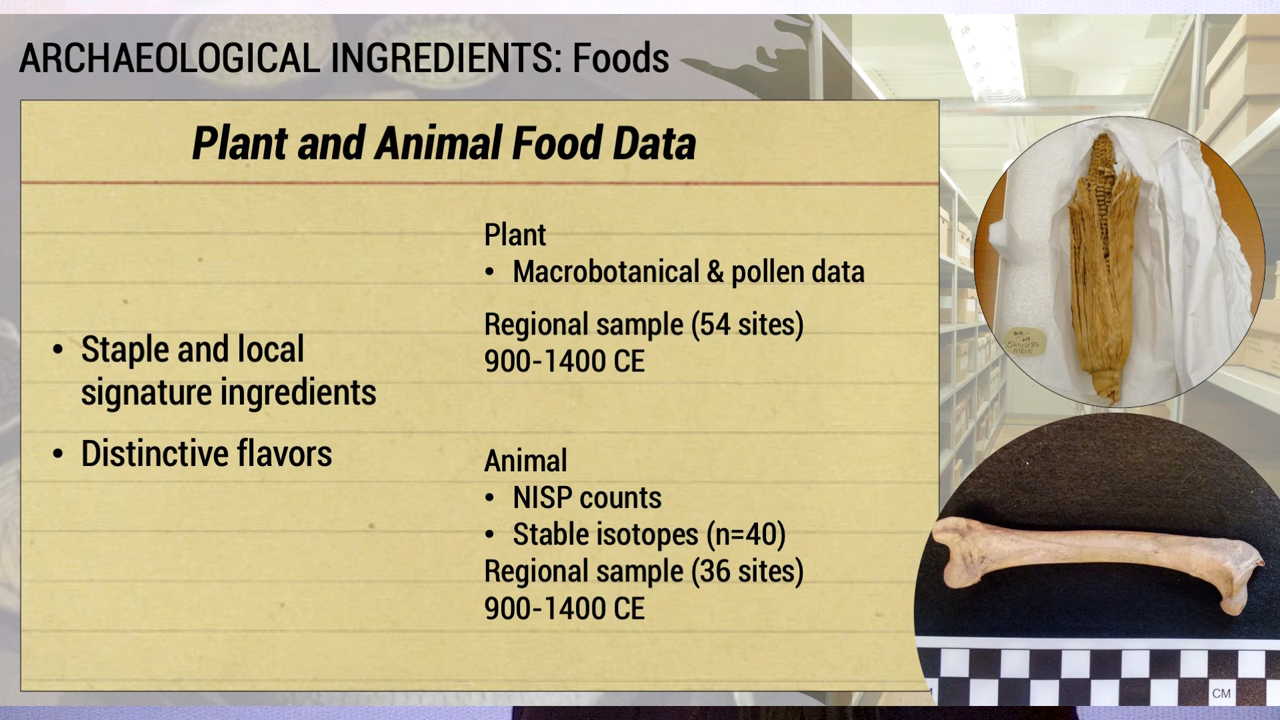 ARCHAEOLOGICAL INGREDIENTS: Foods
Plant and Animal Food Data
• Staple and local
signature ingredients
• Distinctive flavors
Plant
• Macrobotanical & pollen data
Regional sample (54 sites)
900-1400 CE
Animal
• NISP counts
• Stable isotopes (n=40)
Regional sample (36 sites)
900-1400 CE
CM